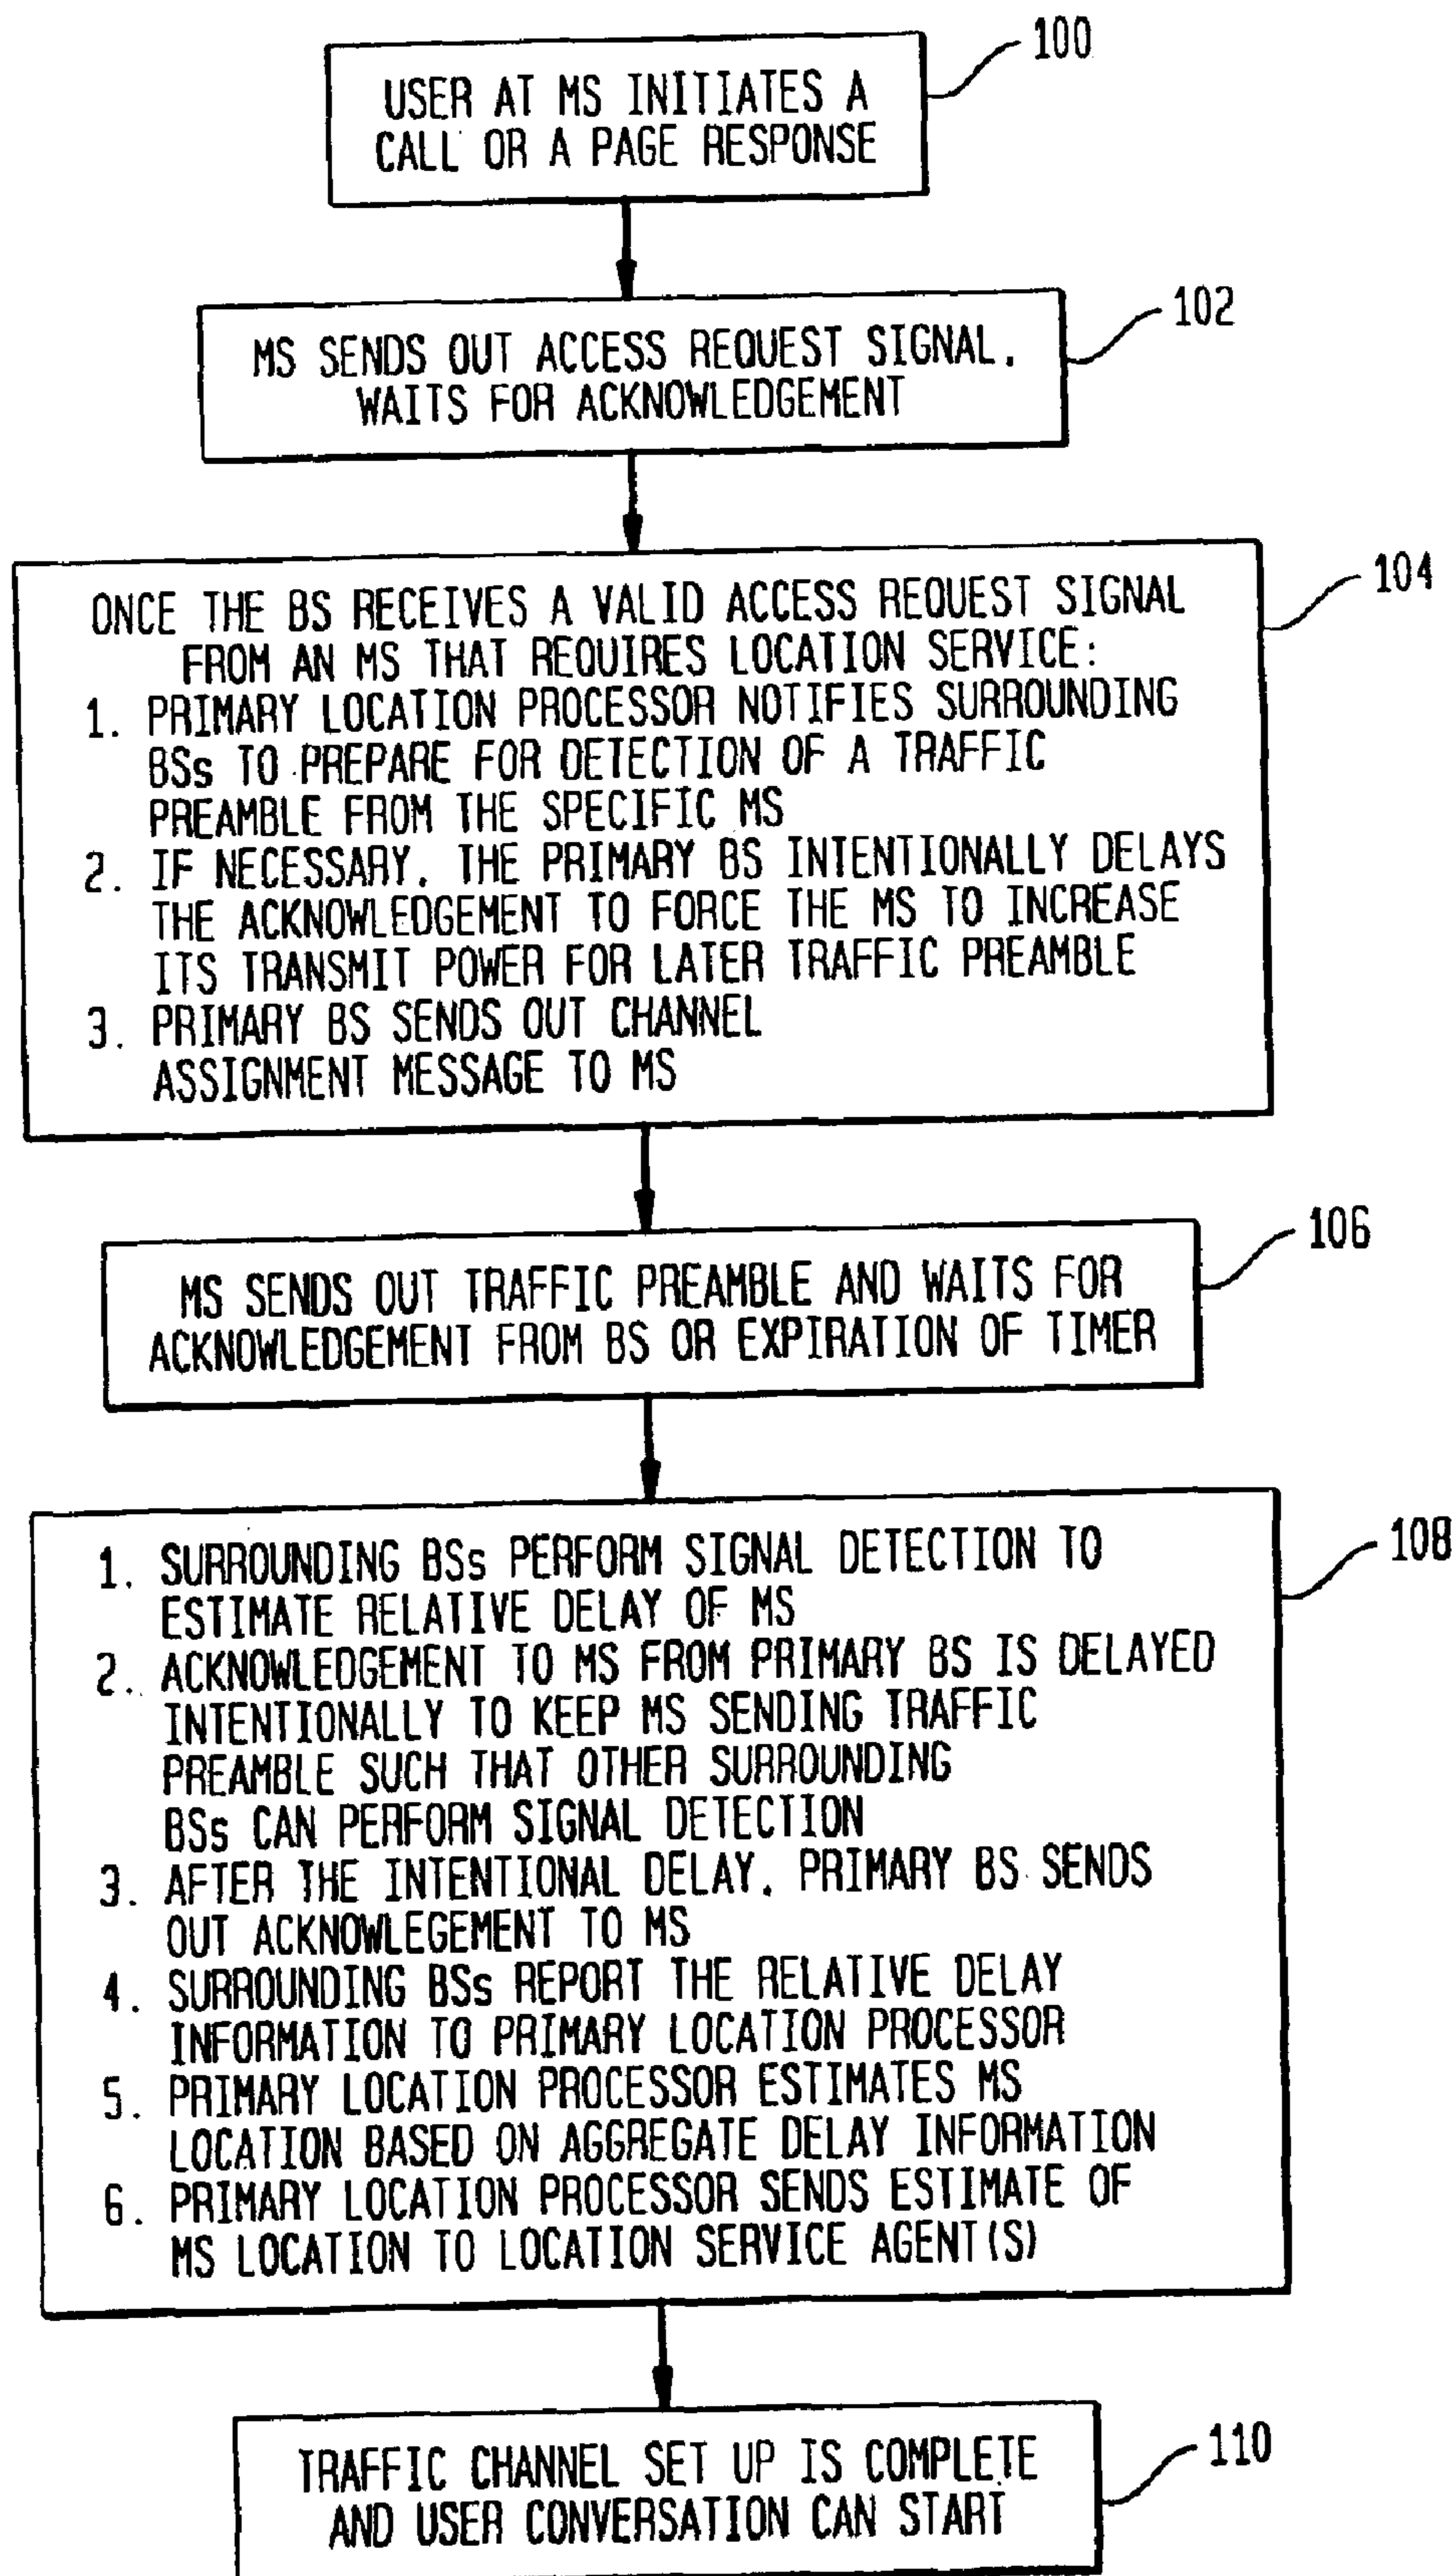 100
USER AT MS INITIATES A
CALL OR A PAGE RESPONSE
102
MS SENDS OUT ACCESS REQUEST SIGNAL,
WAITS FOR ACKNOWLEDGEMENT
104
ONCE THE BS RECEIVES A VALID ACCESS REQUEST SIGNAL
FROM AN MS THAT REQUIRES LOCATION SERVICE:
1. PRIMARY LOCATION PROCESSOR NOTIFIES SURROUNDING
BSs TO PREPARE FOR DETECTION OF A TRAFFIC
PREAMBLE FROM THE SPECIFIC MS
2. IF NECESSARY, THE PRIMARY BS INTENTIONALLY DELAYS
THE ACKNOWLEDGEMENT TO FORCE THE MS TO INCREASE
ITS TRANSMIT POWER FOR LATER TRAFFIC PREAMBLE
3. PRIMARY BS SENDS OUT CHANNEL
ASSIGNMENT MESSAGE TO MS
106
MS SENDS OUT TRAFFIC PREAMBLE AND WAITS FOR
ACKNOWLEDGEMENT FROM BS OR EXPIRATION OF TIMER
108
1. SURROUNDING BSs PERFORM SIGNAL DETECTION TO
ESTIMATE RELATIVE DELAY OF MS
2. ACKNOWLEDGEMENT TO MS FROM PRIMARY BS IS DELAYED
INTENTIONALLY TO KEEP MS SENDING TRAFFIC
PREAMBLE SUCH THAT OTHER SURROUNDING
BSs CAN PERFORM SIGNAL DETECTION
3. AFTER THE INTENTIONAL DELAY, PRIMARY BS SENDS
OUT ACKNOWLEGEMENT TO MS
4. SURROUNDING BSs REPORT THE RELATIVE DELAY
INFORMATION TO PRIMARY LOCATION PROCESSOR
5. PRIMARY LOCATION PROCESSOR ESTIMATES MS
LOCATION BASED ON AGGREGATE DELAY INFORMATION
6. PRIMARY LOCATION PROCESSOR SENDS ESTIMATE OF
MS LOCATION TO LOCATION SERVICE AGENT(S)
110
TRAFFIC CHANNEL SET UP IS COMPLETE
AND USER CONVERSATION CAN START